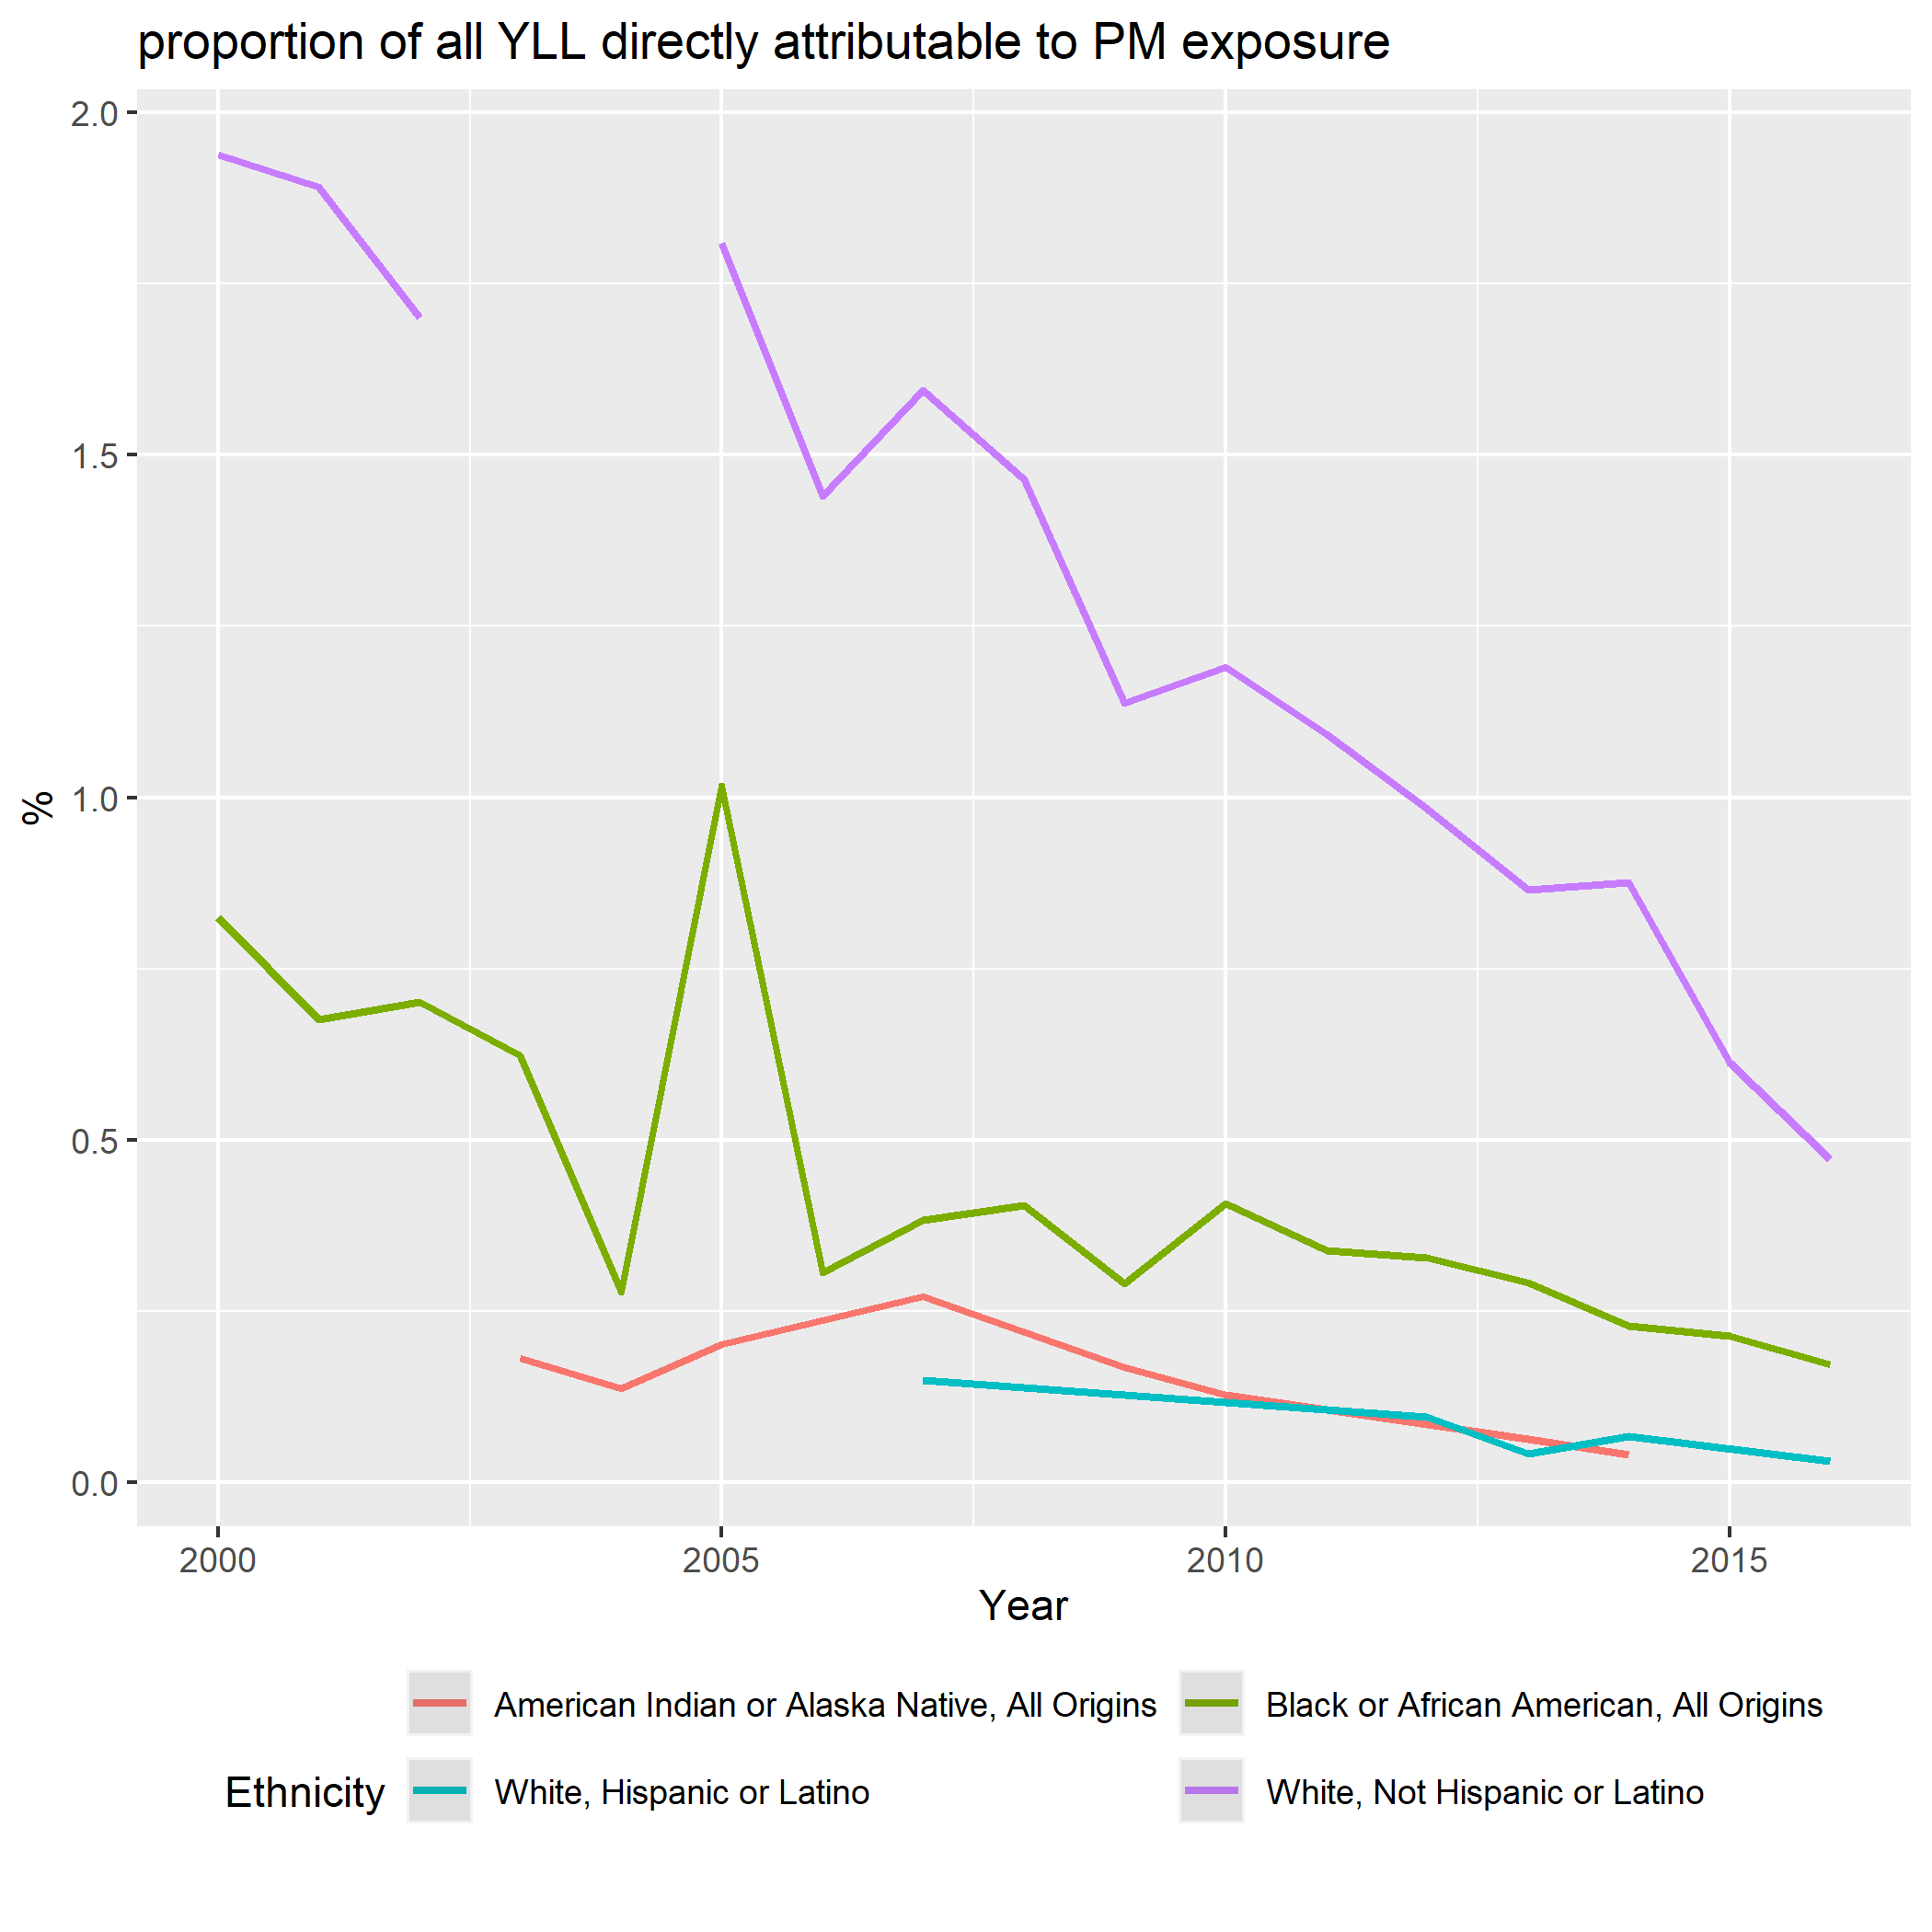 proportion of all YLL directly attributable to PM exposure
2.0
1.5
1.0
0.5
0.0
%
2000 2005 2010 2015
Year
Ethnicity
American Indian or Alaska Native, All Origins
Black or African American, All Origins
White, Hispanic or Latino
White, Not Hispanic or Latino